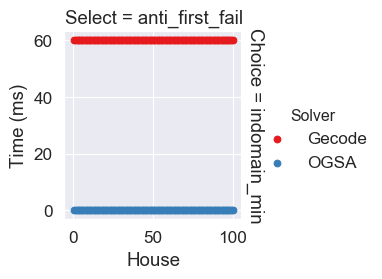 Select = anti_first_fail
60
40
20
0
Time (ms)
0 50 100
House
Choice = indomain_min
Solver
Gecode
OGSA